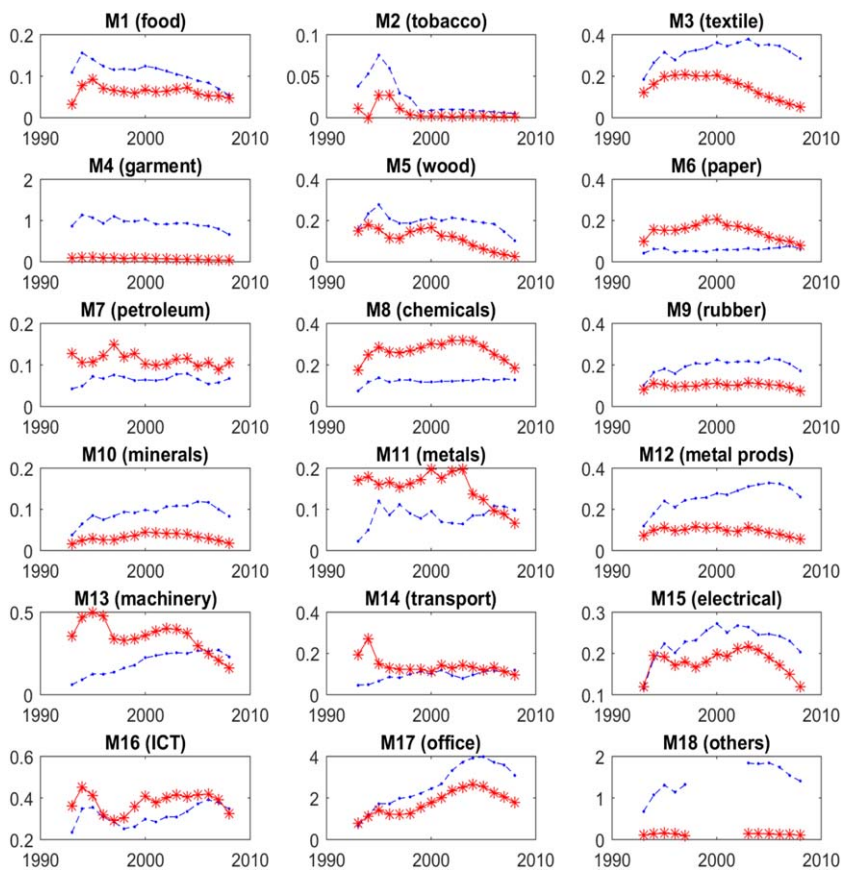 M1 (food) M2 (tobacco) M3 (textile)
0.2 0.1 0.4
0.1 0.05 0.2
0 0 0
1990 2000 2010 1990 2000 2010 1990 2000 2010
M4 (garment) M5 (wood) M6 (paper)
2 0.4 0.4
1 0.2 0.2
0 0 0
1990 2000 2010 1990 2000 2010 1990 2000 2010
M7 (petroleum) M8 (chemicals) M9 (rubber)
0.2 0.4 0.4
0.1 0.2 0.2
0 0 0
1990 2000 2010 1990 2000 2010 1990 2000 2010
M10 (minerals) M11 (metals) M12 (metal prods)
0.2 0.2 0.4
0.1 0.1 0.2
0 0 0
1990 2000 2010 1990 2000 2010 1990 2000 2010
M13 (machinery) M14 (transport) M15 (electrical)
0.5 0.4 0.3
0.2 0.2
0 0 0.1
1990 2000 2010 1990 2000 2010 1990 2000 2010
M16 (ICT) M17 (office) M18 (others)
0.6 4 2
0.4 2 1
0.2 0 0
1990 2000 2010 1990 2000 2010 1990 2000 2010